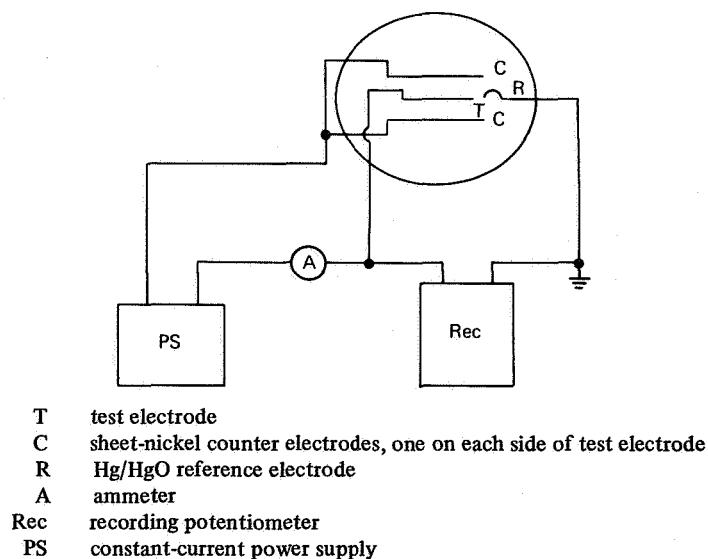 C
R
T
C
A
PS
Rec
T test electrode
C sheet-nickel counter electrodes, one on each side of test electrode
R Hg/HgO reference electrode
A ammeter
Rec recording potentiometer
PS constant-current power supply